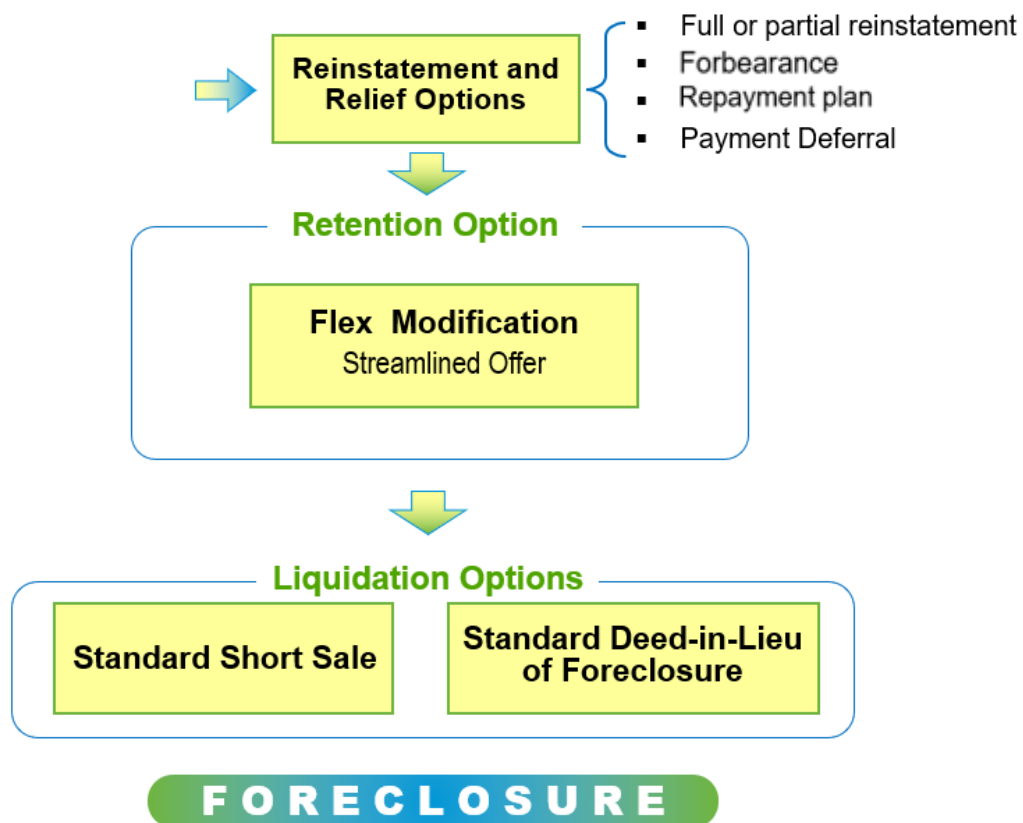 Reinstatement and
Relief Options
▪ Full or partial reinstatement
▪ Forbearance
▪ Repayment plan
▪ Payment Deferral
Retention Option
Flex Modification
Streamlined Offer
Liquidation Options
Standard Short Sale
Standard Deed-in-Lieu
of Foreclosure
FORECLOSURE